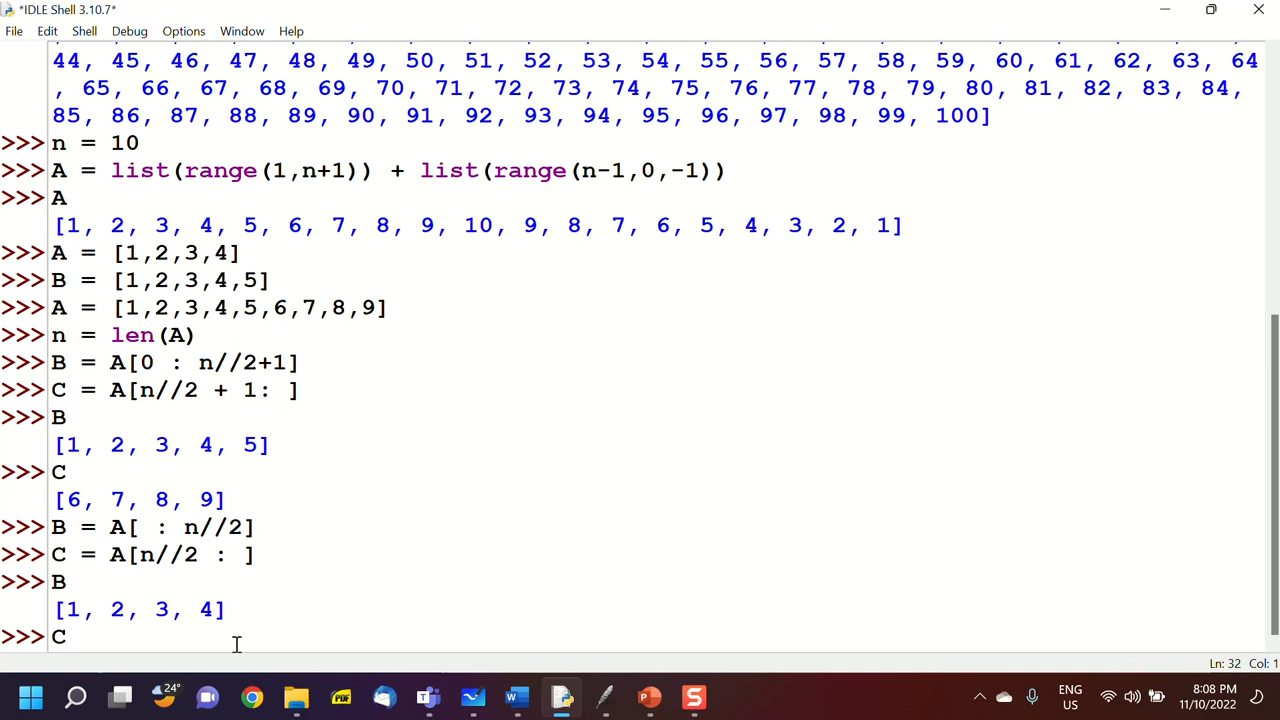 *IDLE Shell 3.10.7*
File Edit Shell Debug Options Window Help
44, 45, 46, 47, 48, 49, 50, 51, 52, 53, 54, 55, 56, 57, 58, 59, 60, 61, 62, 63, 64
, 65, 66, 67, 68, 69, 70, 71, 72, 73, 74, 75, 76, 77, 78, 79, 80, 81, 82, 83, 84,
85, 86, 87, 88, 89, 90, 91, 92, 93, 94, 95, 96, 97, 98, 99, 100]
>>> n = 10
>>> A = list(range(1,n+1)) + list(range(n-1,0,-1))
>>> A
[1, 2, 3, 4, 5, 6, 7, 8, 9, 10, 9, 8, 7, 6, 5, 4, 3, 2, 1]
>>> A = [1,2,3,4]
>>> B = [1,2,3,4,5]
>>> A = [1,2,3,4,5,6,7,8,9]
>>> n = len(A)
>>> B = A[0 : n//2+1]
>>> C = A[n//2 + 1: ]
>>> B
[1, 2, 3, 4, 5]
>>> C
[6, 7, 8, 9]
>>> B = A[ : n//2]
>>> C = A[n//2 : ]
>>> B
[1, 2, 3, 4]
>>> C
Ln: 32 Col: 1
24°
PDF
ENG
US
8:08 PM
11/10/2022